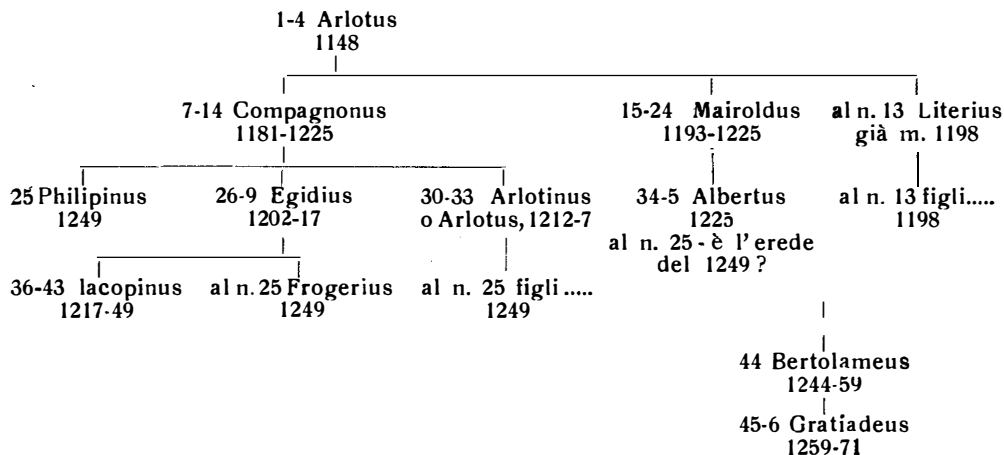 1-4 Arlotus
1148
7-14 Compagnonus
1181-1225
15-24 Mairoldus
1193-1225
al n. 13 Literius
già m. 1198
25 Philipinus
1249
26-9 Egidius
1202-17
30-33 Arlotinus
o Arlotus, 1212-7
34-5 Albertus
1225
al n. 25 - è l'erede
del 1249 ?
al n. 13 figli.....
1198
36-43 Iacopinus
1217-49
al n. 25 Frogerius
1249
al n. 25 figli.....
1249
44 Bertolameus
1244-59
45-6 Gratiadeus
1259-71